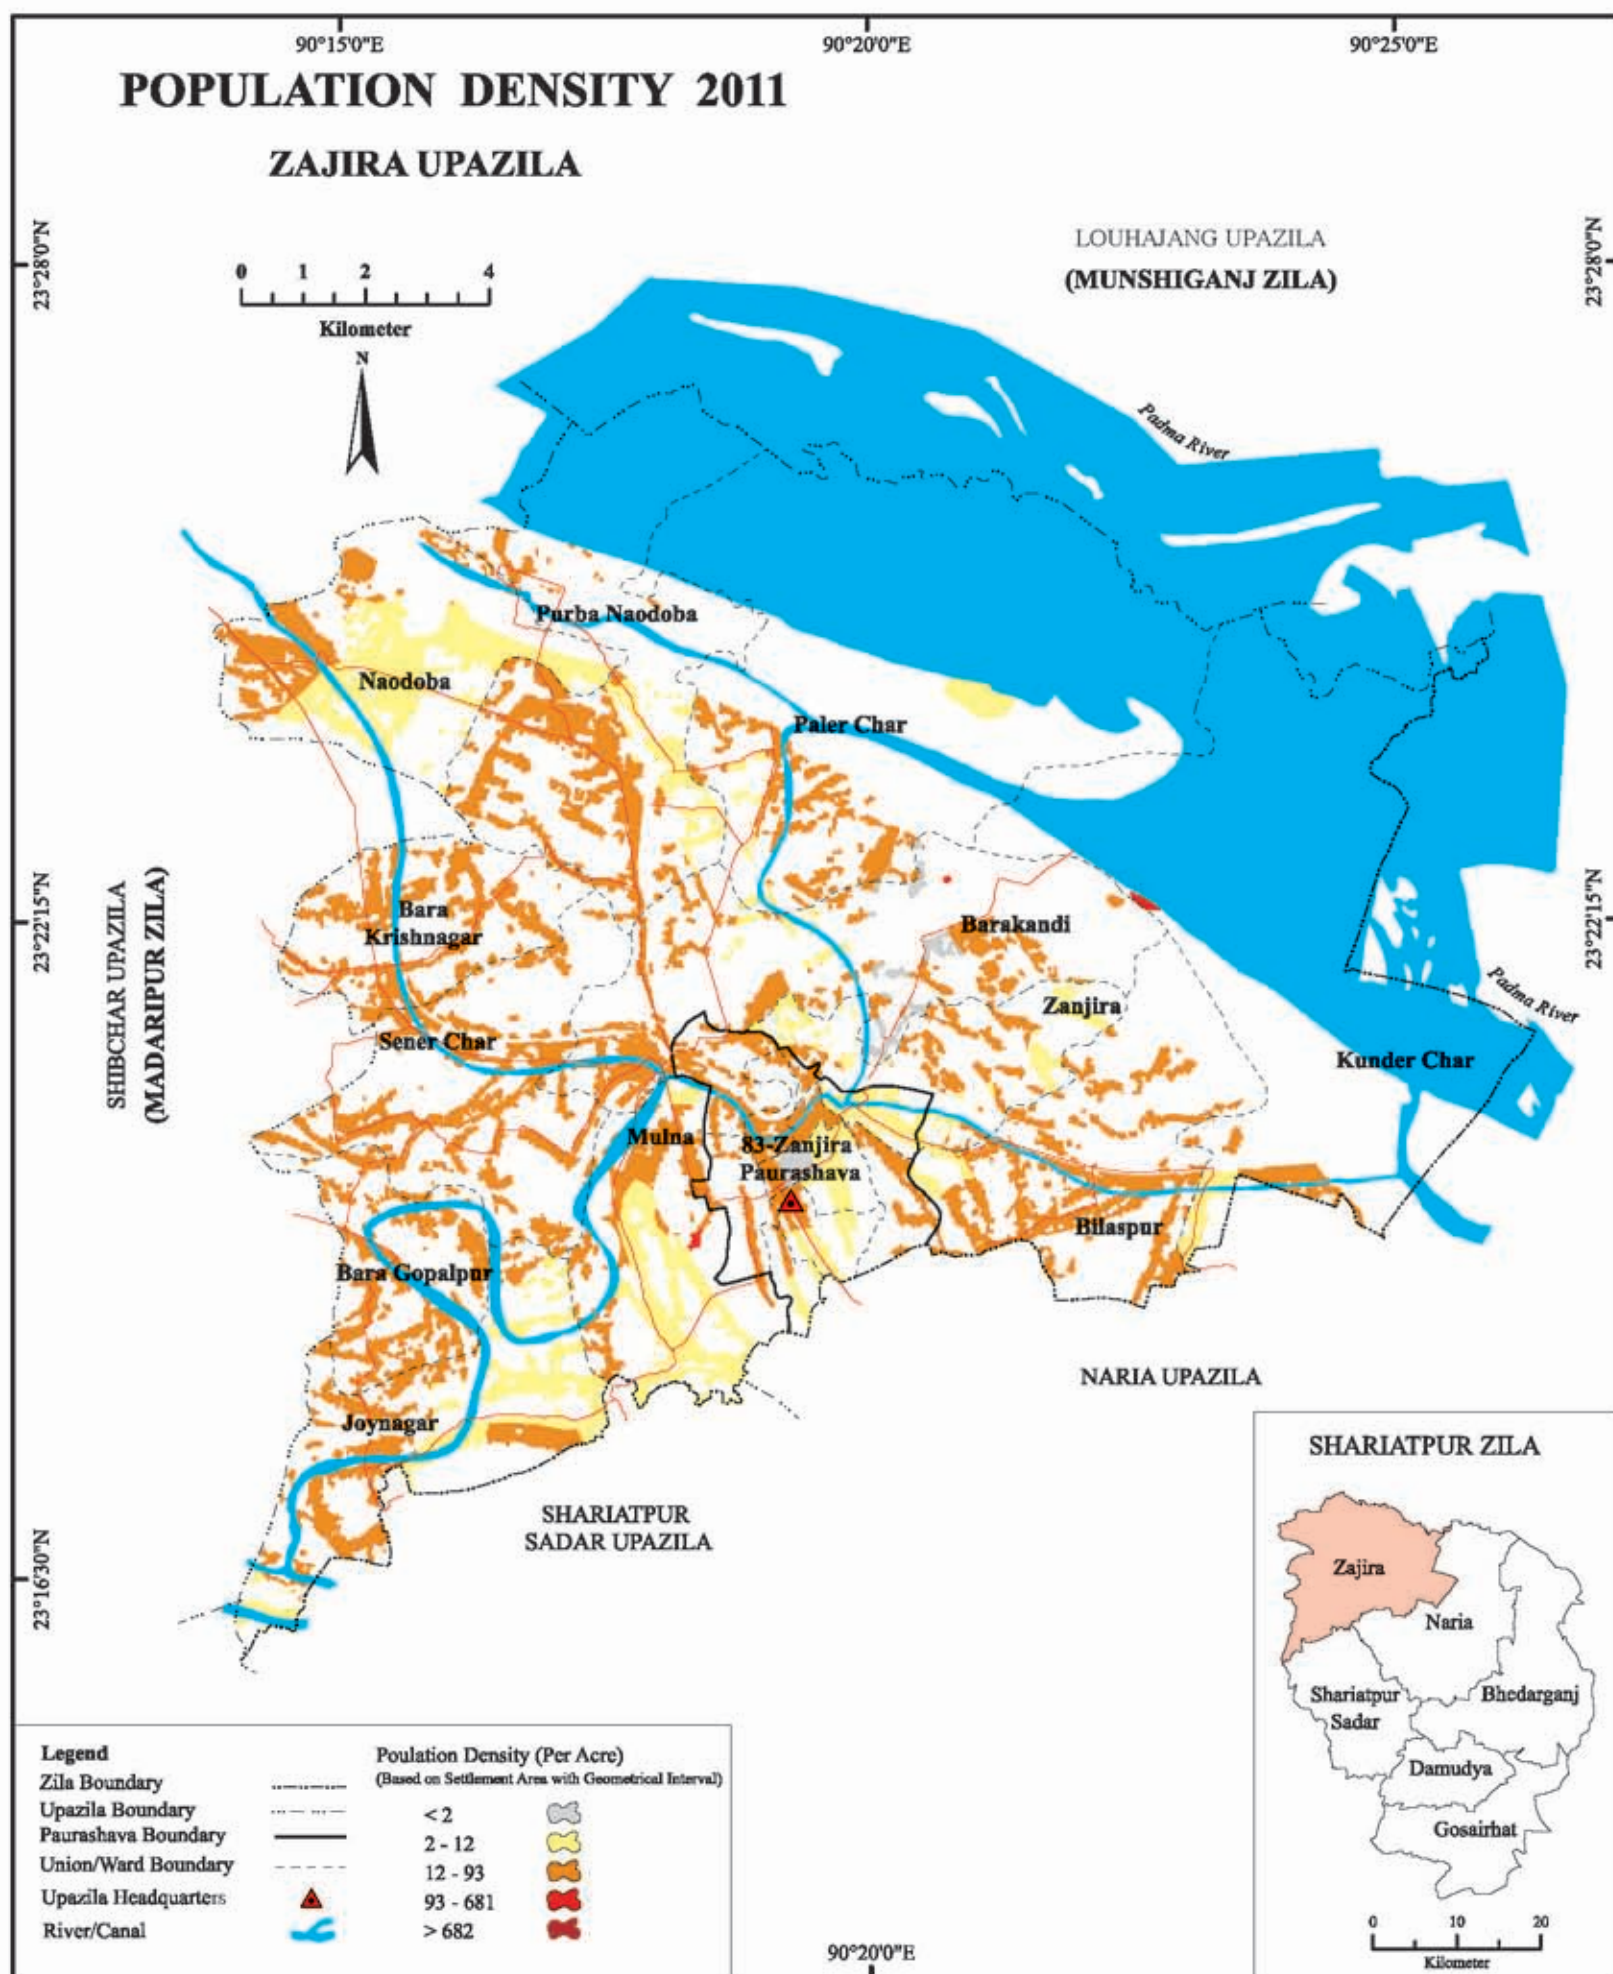 90°15'0"E
90°20'0"E
90°25'0"E
POPULATION DENSITY 2011
ZAJIRA UPAZILA
23°28'0"N
23°28'0"N
LOUHAJANG UPAZILA
(MUNSHIGANJ ZILA)
0 1 2 4
Kilometer
N
Padma River
Purba Naodoba
Naodoba
Paler Char
23°22'15"N
23°22'15"N
SHIBCHAR UPAZILA
(MADARIPUR ZILA)
Bara
Krishnagar
Barakandi
Zanjira
Padma River
Sener Char
Kunder Char
Mulna
83-Zanjira
Paurashava
Bilaspur
Bara Gopalpur
NARIA UPAZILA
Joynagar
SHARIATPUR
SADAR UPAZILA
23°16'30"N
SHARIATPUR ZILA
Zajira
Naria
Shariatpur
Sadar
Bhedarganj
Damudya
Gosairhat
0 10 20
Kilometer
Legend
Zila Boundary
Upazila Boundary
Paurashava Boundary
Union/Ward Boundary
Upazila Headquarters
River/Canal
Poulation Density (Per Acre)
(Based on Settlement Area with Geometrical Interval)
< 2
2 - 12
12 - 93
93 - 681
> 682
90°20'0"E